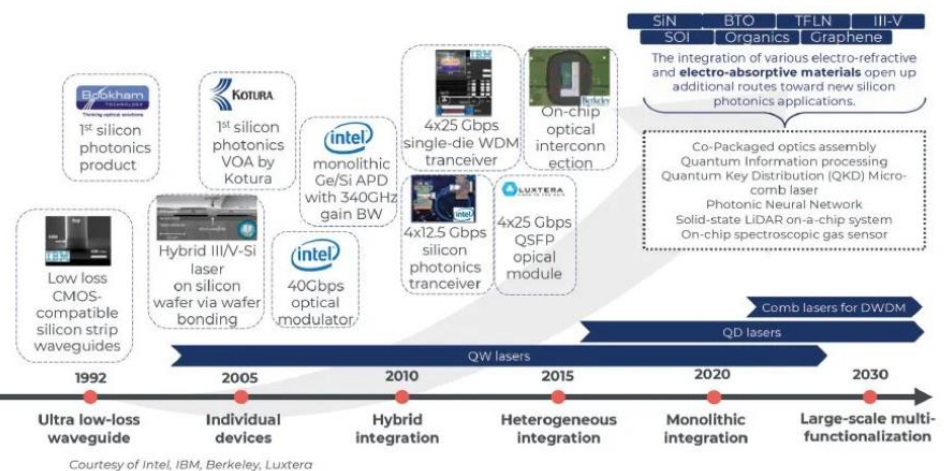 SiN
BTO
TFLN
III-V
SOI
Organics
Graphene
The integration of various electro-refractive
and electro-absorptive materials open up
additional routes toward new silicon
photonics applications.
Bookham
TECHNOLOGY
Thinking optical solutions
1st silicon
photonics
product
KOTURA
1st silicon
photonics
VOA by
Kotura
intel
monolithic
Ge/Si APD
with 340GHz
gain BW
IBM
4x25 Gbps
single-die WDM
tranceiver
Berkeley
On-chip
optical
interconn
ection
Co-Packaged optics assembly
Quantum Information processing
Quantum Key Distribution (QKD) Micro-
comb laser
Photonic Neural Network
Solid-state LiDAR on-a-chip system
On-chip spectroscopic gas sensor
IBM
Low loss
CMOS-
compatible
silicon strip
waveguides
Hybrid III/V-Si
laser
on silicon
wafer via wafer
bonding
intel
40Gbps
optical
modulator
intel
4x12.5 Gbps
silicon
photonics
tranceiver
LUXTERA
4x25 Gbps
QSFP
opical
module
Comb lasers for DWDM
QD lasers
QW lasers
1992
2005
2010
2015
2020
2030
Ultra low-loss
waveguide
Individual
devices
Hybrid
integration
Heterogeneous
integration
Monolithic
integration
Large-scale multi-
functionalization
Courtesy of Intel, IBM, Berkeley, Luxtera